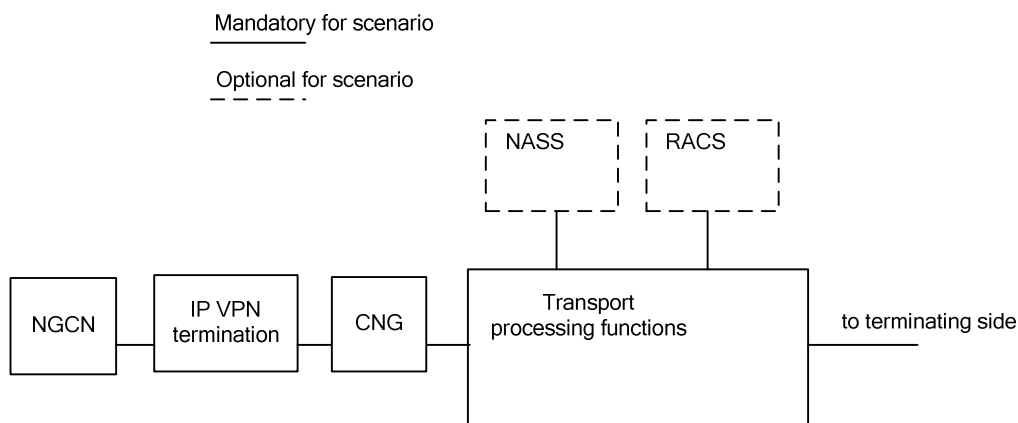 Mandatory for scenario
Optional for scenario
NASS
RACS
NGCN
IP VPN
termination
CNG
Transport
processing functions
to terminating side